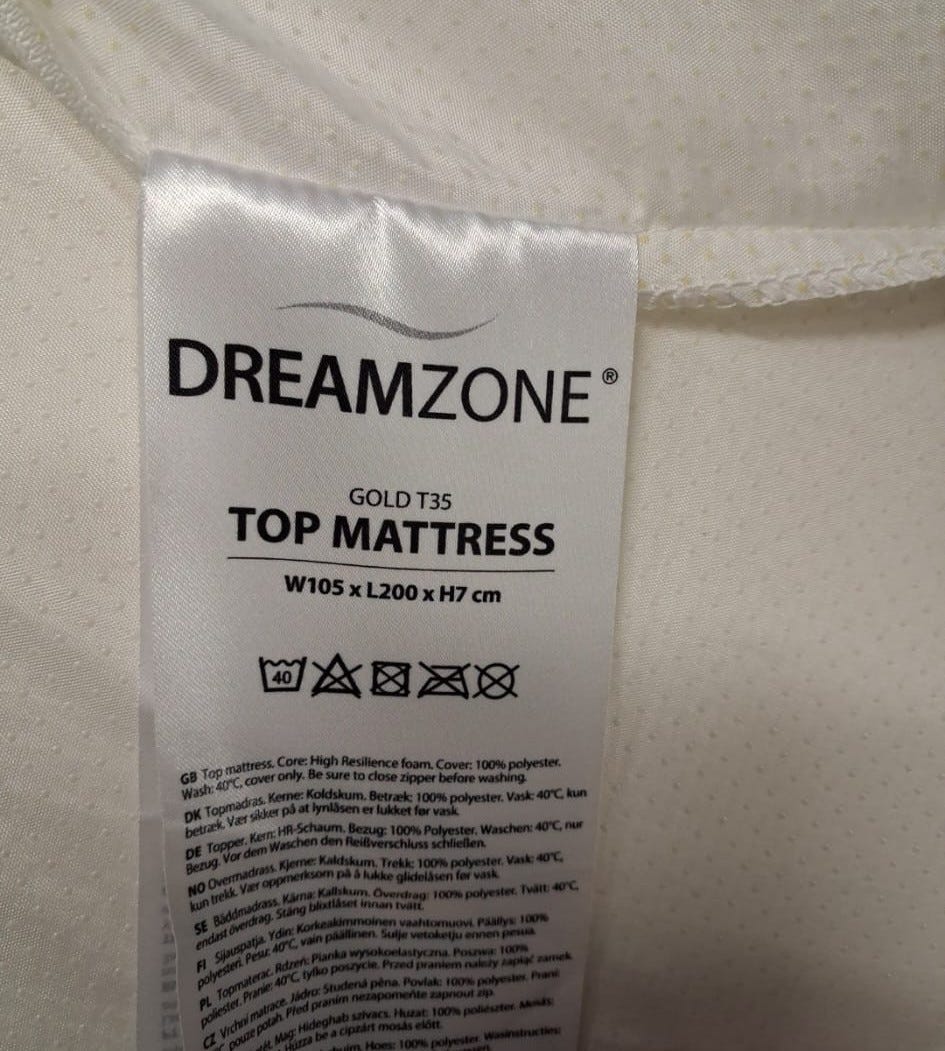 DREAMZONE®
GOLD T35
TOP MATTRESS
W105 x L200 x H7 cm
40
GB Top mattress. Core: High Resilience foam. Cover: 100% polyester.
Wash: 40°C, cover only. Be sure to close zipper before washing.
DK Topmadras. Kerne: Koldskum. Betræk: 100% polyester. Vask: 40°C, kun
betræk. Vær sikker på at lynlåsen er lukket før vask.
DE Topper. Kern: HR-Schaum. Bezug: 100% Polyester. Waschen: 40°C, nur
Bezug. Vor dem Waschen den Reißverschluss schließen.
NO Overmadrass. Kjerne: Kaldskum. Trekk: 100% polyester. Vask: 40°C,
kun trekk. Vær oppmerksom på å lukke glidelåsen før vask.
SE Bäddmadrass. Kärna: Kallskum. Överdrag: 100% polyester. Tvätt: 40°C,
endast överdrag. Stäng blixtlåset innan tvätt.
FI Sijauspatja. Ydin: Korkeakimmoinen vaahtomuovi. Päällys: 100%
polyesteri. Pesu: 40°C, vain päällinen. Sulje vetoketju ennen pesua.
PL Topmaterac. Rdzeń: Pianka wysokoelastyczna. Poszwa: 100%
poliester. Pranie: 40°C, tylko poszycie. Przed praniem należy zapiąć zamek.
CZ Vrchní matrace. Jádro: Studená pěna. Povlak: 100% polyester. Praní:
pouze potah. Před praním nezapomeňte zapnout zip.
Mag: Hideghab szivacs. Huzat: 100% poliészter. Mosás:
Húzza be a cipzárt mosás előtt.
Hoes: 100% polyester. Wasinstructies: